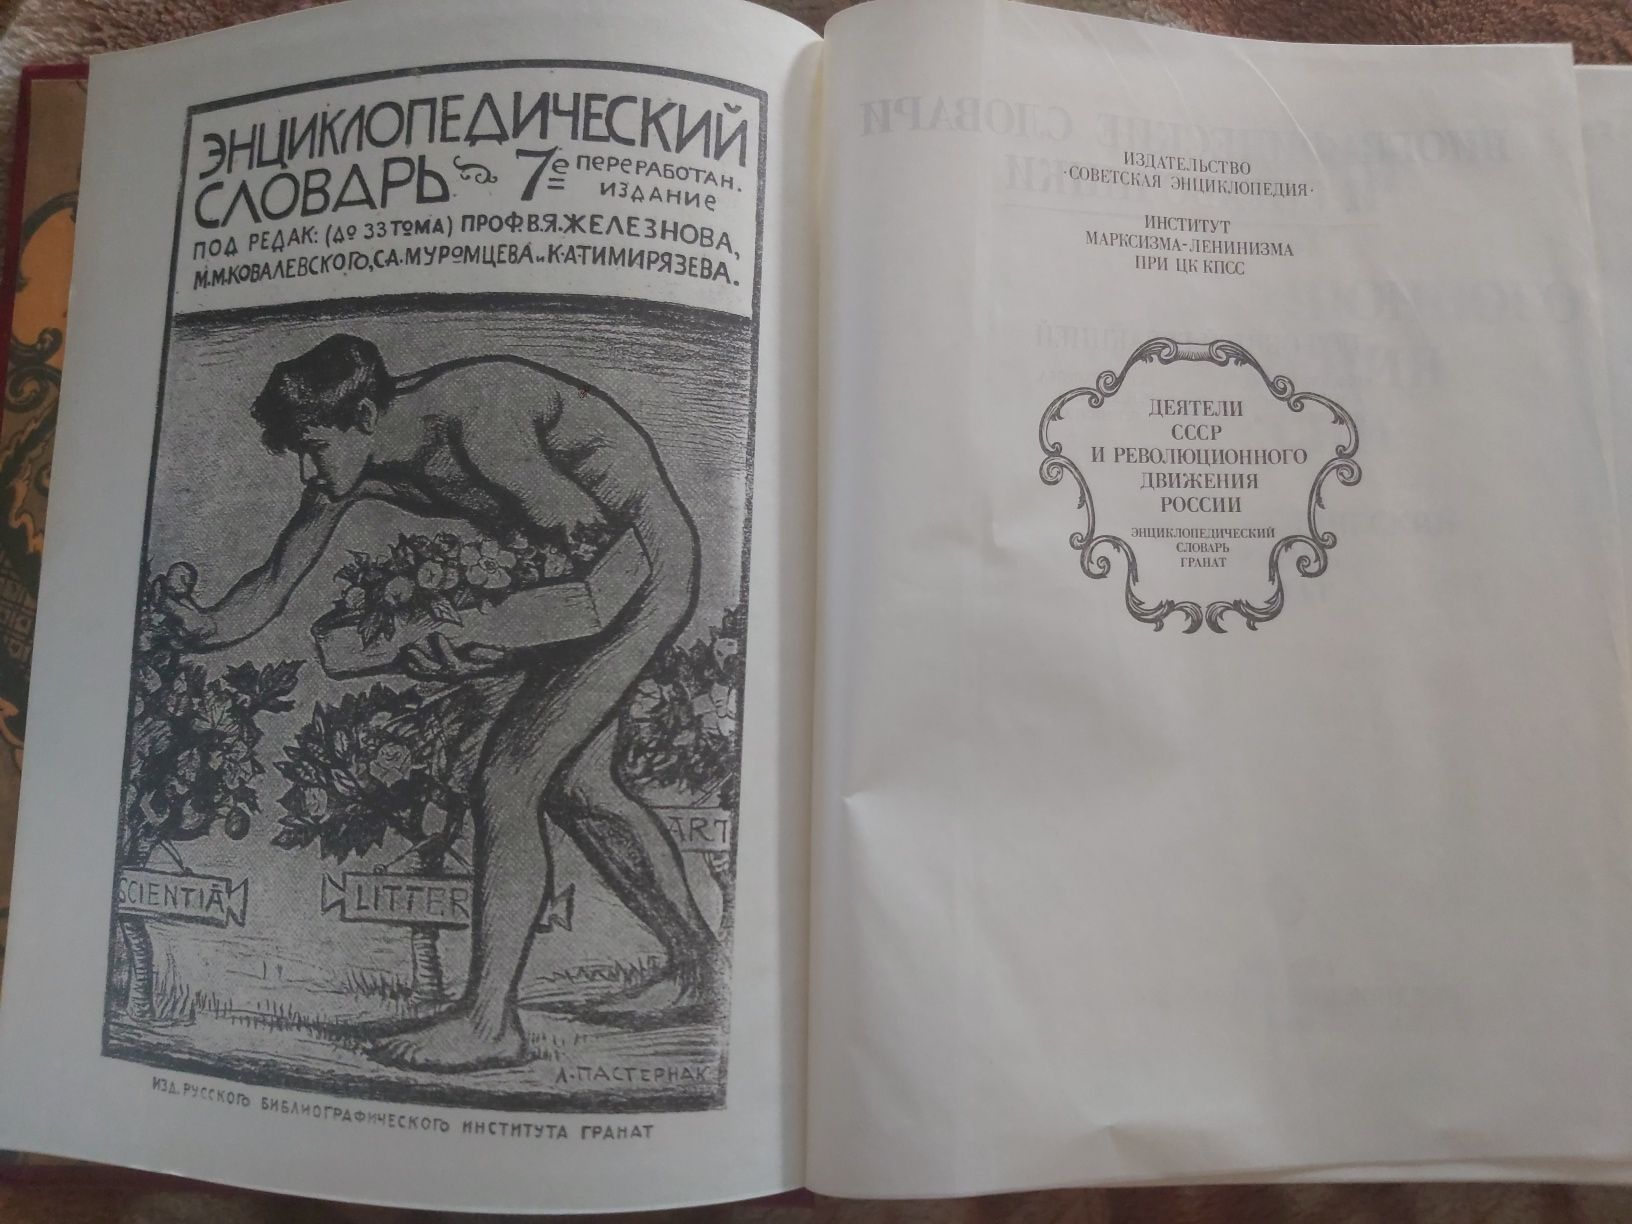 ЭНЦИКЛОПЕДИЧЕСКИЙ
СЛОВАРЬ 7е ПЕРЕРАБОТАН.
ИЗДАНИЕ
ПОД РЕДАК: (ДО 33 ТОМА) ПРОФ. В.Я. ЖЕЛЕЗНОВА,
М.М. КОВАЛЕВСКОГО, С.А. МУРОМЦЕВА и К.А. ТИМИРЯЗЕВА.
ART
SCIENTIA
LITTER
Л. ПАСТЕРНАК
ИЗД. РУССКОГО БИБЛИОГРАФИЧЕСКОГО ИНСТИТУТА ГРАНАТ
ИЗДАТЕЛЬСТВО
·СОВЕТСКАЯ ЭНЦИКЛОПЕДИЯ·
ИНСТИТУТ
МАРКСИЗМА-ЛЕНИНИЗМА
ПРИ ЦК КПСС
ДЕЯТЕЛИ
СССР
И РЕВОЛЮЦИОННОГО
ДВИЖЕНИЯ
РОССИИ
ЭНЦИКЛОПЕДИЧЕСКИЙ
СЛОВАРЬ
ГРАНАТ